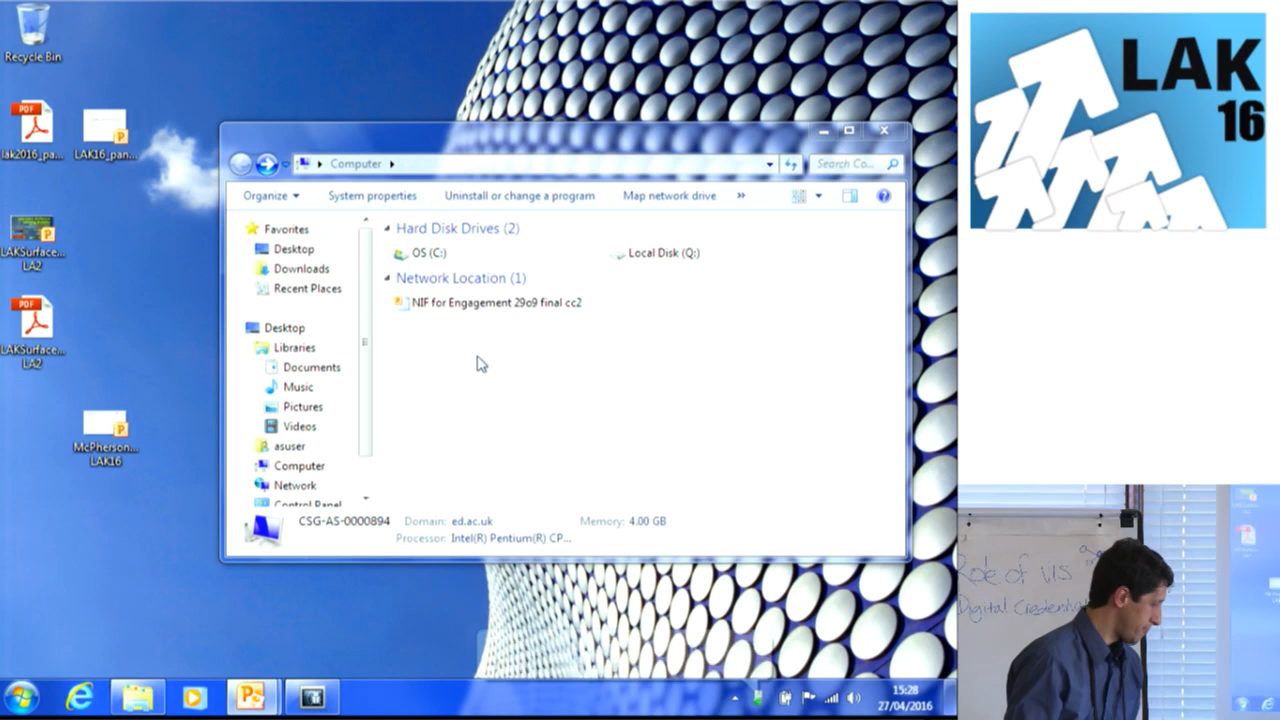 Recycle Bin
PDF
lak2016_pa...
LAK16_pan...
LAKSurface...
LA2
PDF
LAKSurface...
LA2
McPherson...
LAK16
Computer
Search Co...
Organize
System properties
Uninstall or change a program
Map network drive
»
Favorites
Desktop
Downloads
Recent Places
Desktop
Libraries
Documents
Music
Pictures
Videos
asuser
Computer
Network
Control Panel
Hard Disk Drives (2)
OS (C:)
Local Disk (Q:)
Network Location (1)
NIF for Engagement 29o9 final cc2
CSG-AS-0000894
Domain: ed.ac.uk
Memory: 4.00 GB
Processor: Intel(R) Pentium(R) CP...
15:28
27/04/2016
LAK
16
Role of VIS
Digital